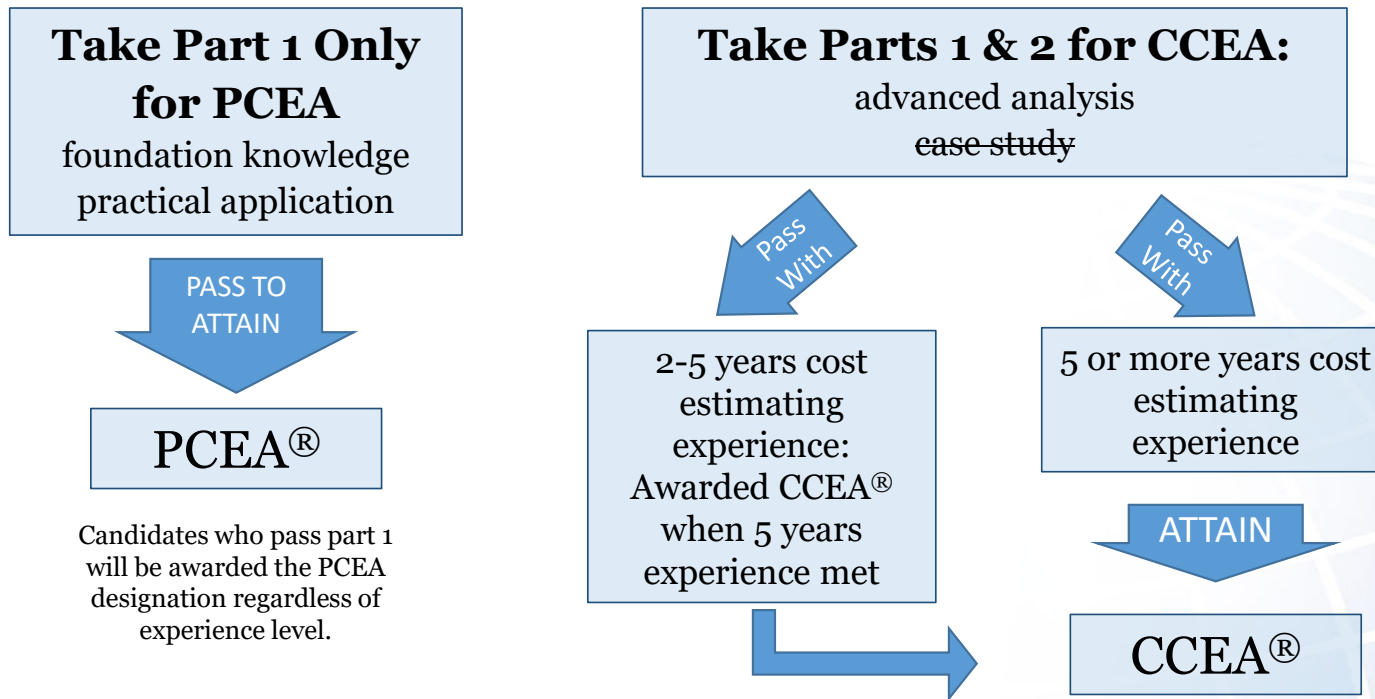 Take Part 1 Only
for PCEA
foundation knowledge
practical application
PASS TO
ATTAIN
PCEA®
Candidates who pass part 1
will be awarded the PCEA
designation regardless of
experience level.
Take Parts 1 & 2 for CCEA:
advanced analysis
case study
Pass
With
2-5 years cost
estimating
experience:
Awarded CCEA®
when 5 years
experience met
Pass
With
5 or more years cost
estimating
experience
ATTAIN
CCEA®